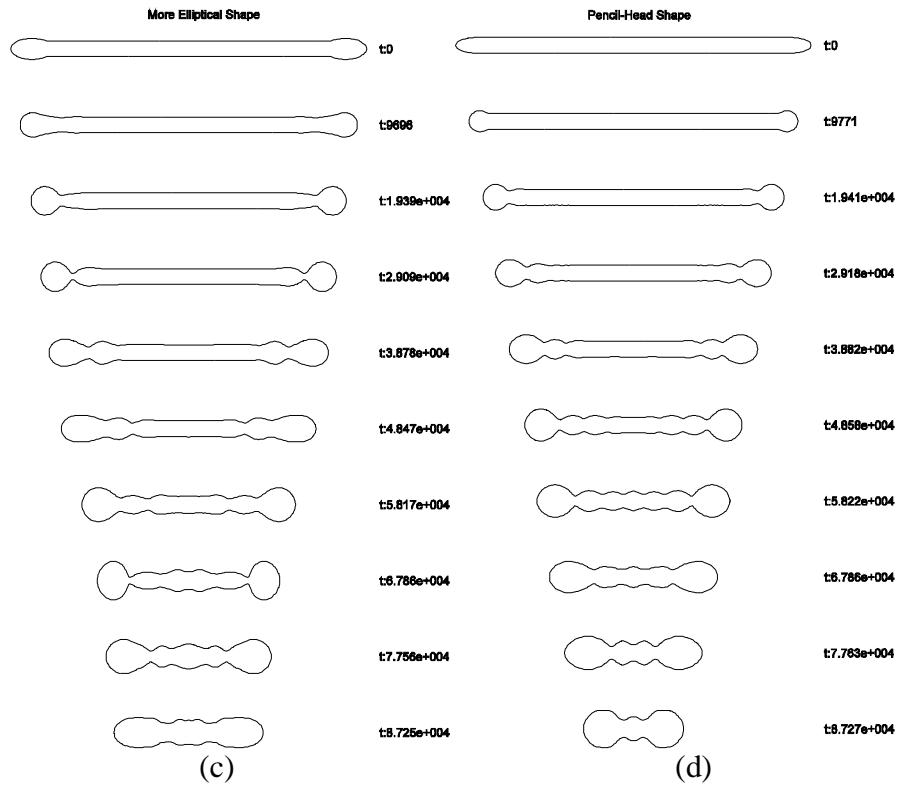 More Elliptical Shape
t:0
t:9696
t:1.939e+004
t:2.909e+004
t:3.878e+004
t:4.847e+004
t:5.817e+004
t:6.786e+004
t:7.756e+004
t:8.725e+004
(c)
Pencil-Head Shape
t:0
t:9771
t:1.941e+004
t:2.918e+004
t:3.882e+004
t:4.858e+004
t:5.822e+004
t:6.786e+004
t:7.763e+004
t:8.727e+004
(d)